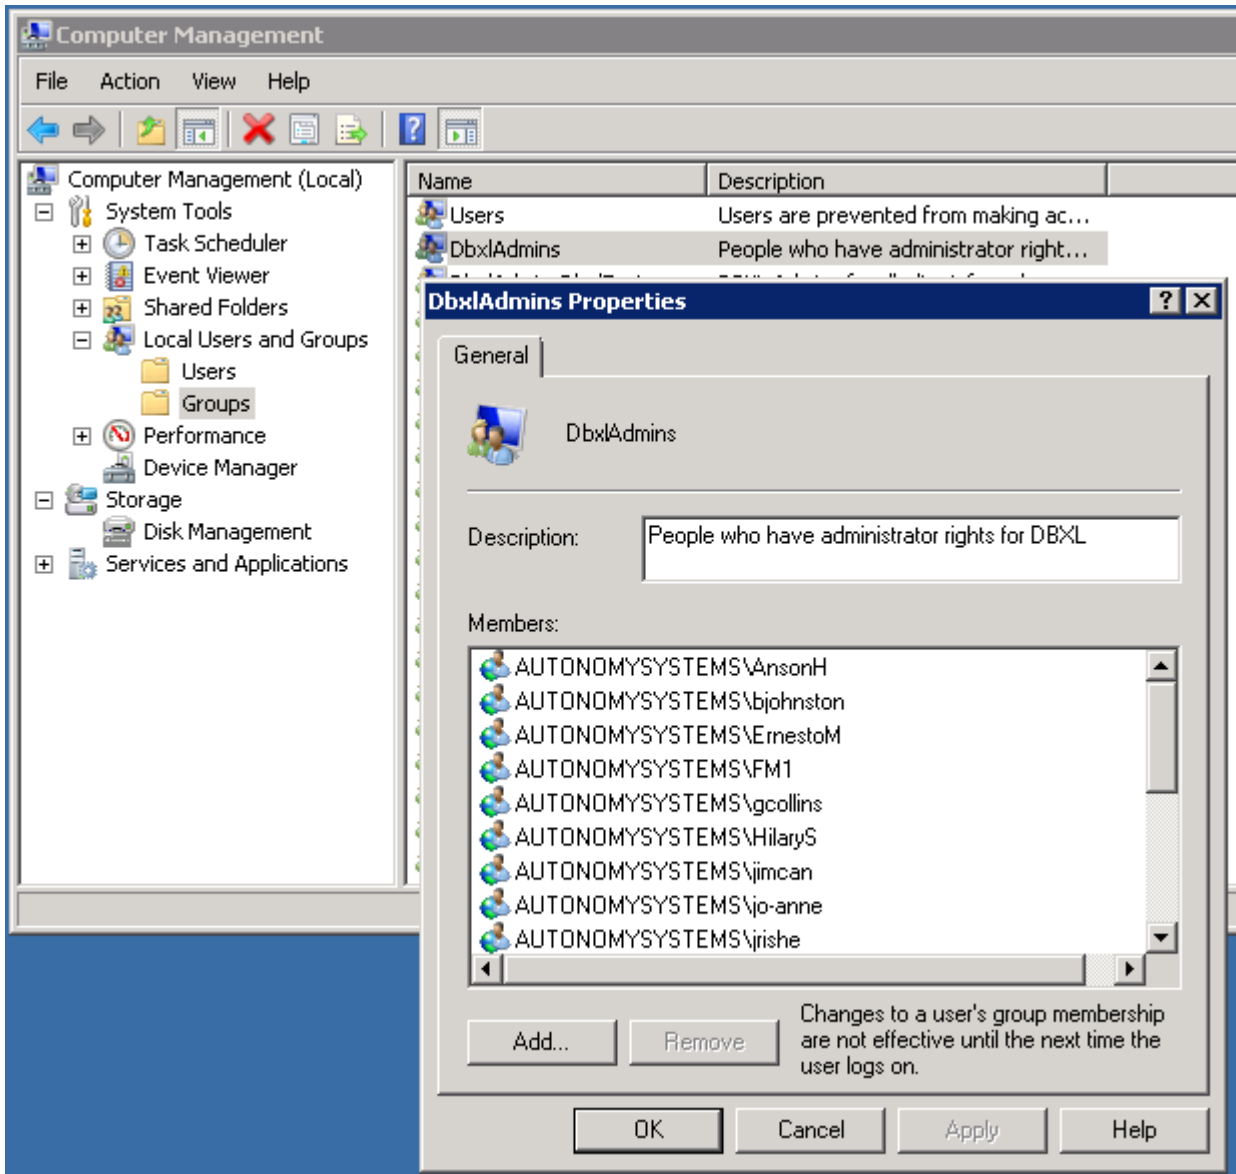 Computer Management
File Action View Help
Computer Management (Local)
System Tools
Task Scheduler
Event Viewer
Shared Folders
Local Users and Groups
Users
Groups
Performance
Device Manager
Storage
Disk Management
Services and Applications
Name Description
Users Users are prevented from making ac...
DbxlAdmins People who have administrator right...
DbxlAdmins Properties
General
DbxlAdmins
Description: People who have administrator rights for DBXL
Members:
AUTONOMYSYSTEMS\AnsonH
AUTONOMYSYSTEMS\bjohnston
AUTONOMYSYSTEMS\ErnestoM
AUTONOMYSYSTEMS\FM1
AUTONOMYSYSTEMS\gcollins
AUTONOMYSYSTEMS\HilaryS
AUTONOMYSYSTEMS\jimcan
AUTONOMYSYSTEMS\jo-anne
AUTONOMYSYSTEMS\jrishe
Add... Remove
Changes to a user's group membership
are not effective until the next time the
user logs on.
OK Cancel Apply Help